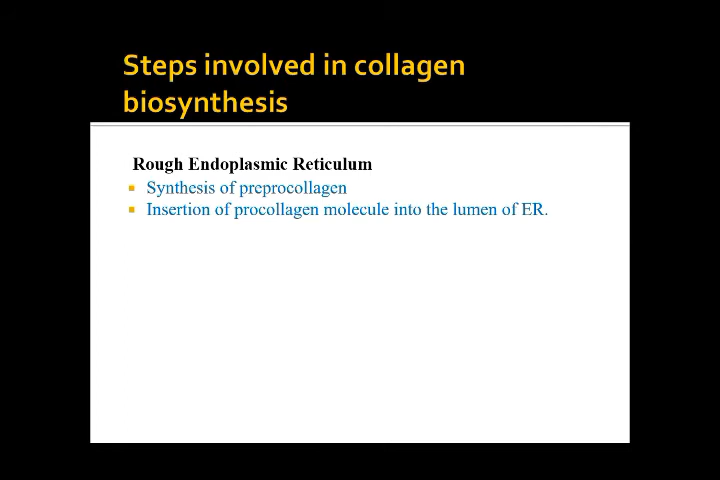 Steps involved in collagen
biosynthesis
Rough Endoplasmic Reticulum
Synthesis of preprocollagen
Insertion of procollagen molecule into the lumen of ER.